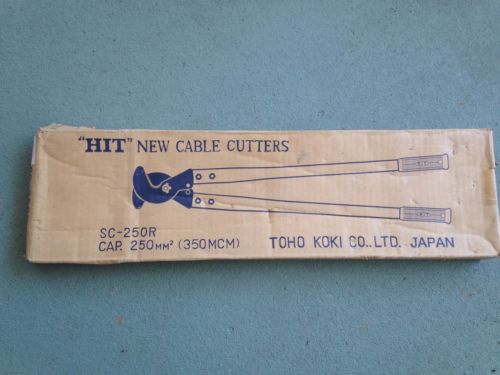 "HIT" NEW CABLE CUTTERS
SC-250R
CAP. 250MM² (350MCM)
TOHO KOKI CO.,LTD. JAPAN